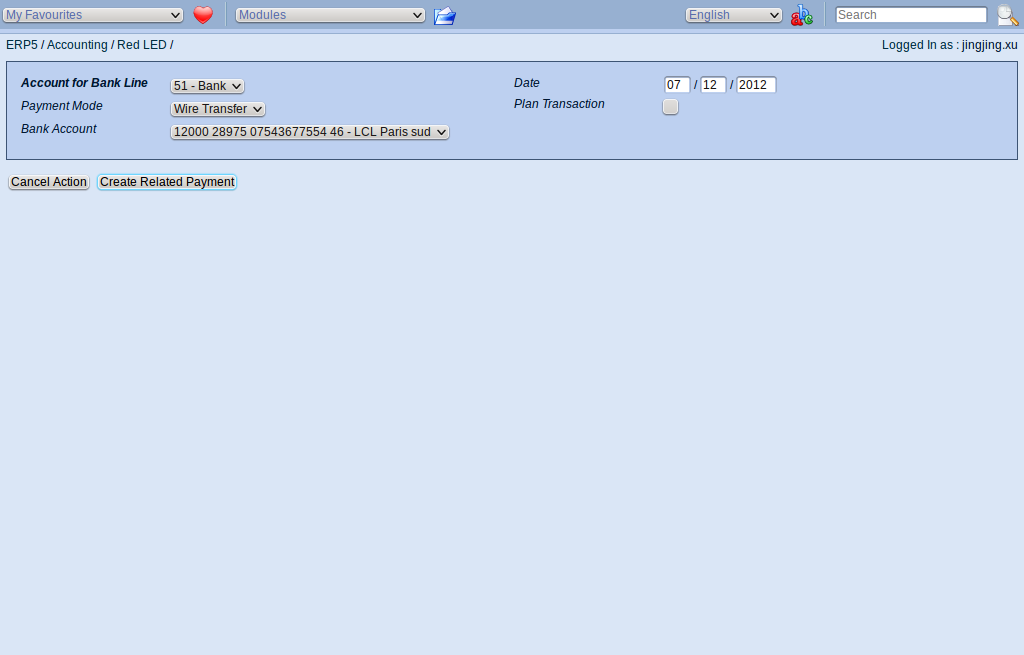 My Favourites Modules English abc Search
ERP5 / Accounting / Red LED / Logged In as : jingjing.xu
Account for Bank Line 51 - Bank Date 07 / 12 / 2012
Payment Mode Wire Transfer Plan Transaction
Bank Account 12000 28975 07543677554 46 - LCL Paris sud
Cancel Action Create Related Payment